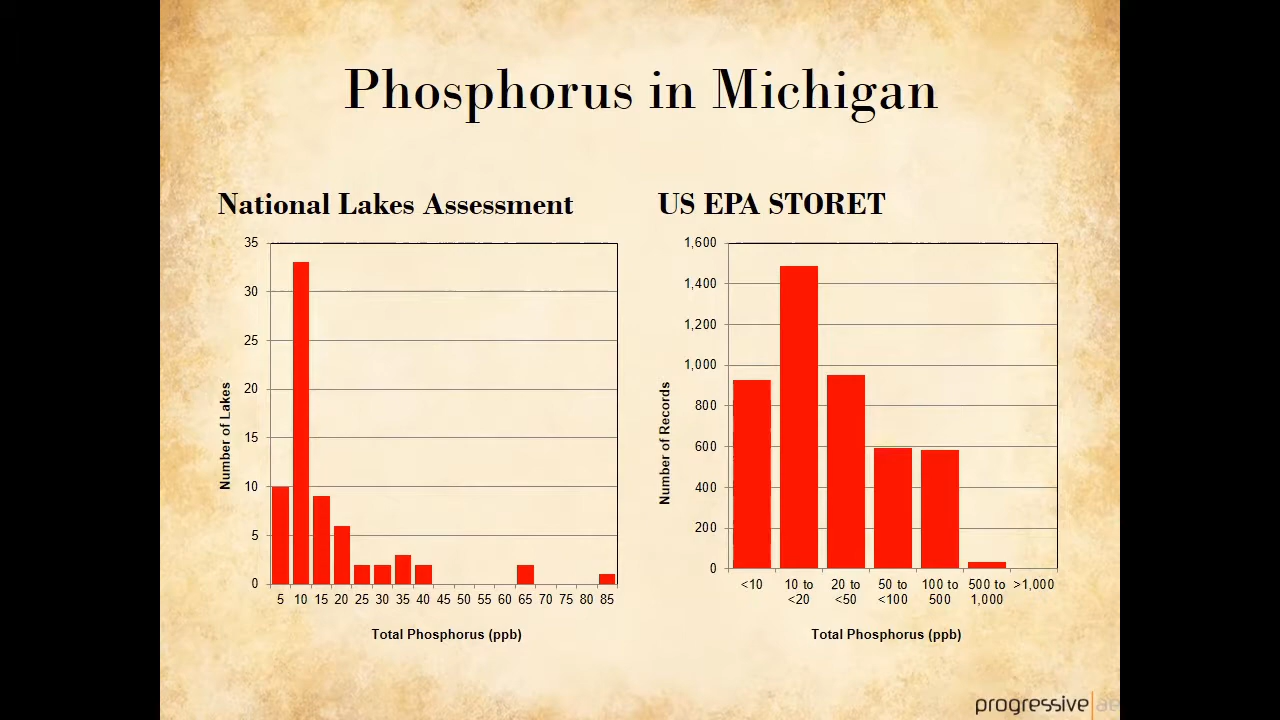 Phosphorus in Michigan
National Lakes Assessment
35
30
25
20
15
10
5
0
Number of Lakes
5 10 15 20 25 30 35 40 45 50 55 60 65 70 75 80 85
Total Phosphorus (ppb)
US EPA STORET
1,600
1,400
1,200
1,000
800
600
400
200
0
Number of Records
<10 10 to 20 to 50 to 100 to 500 to >1,000
<20 <50 <100 500 1,000
Total Phosphorus (ppb)
progressive|ae